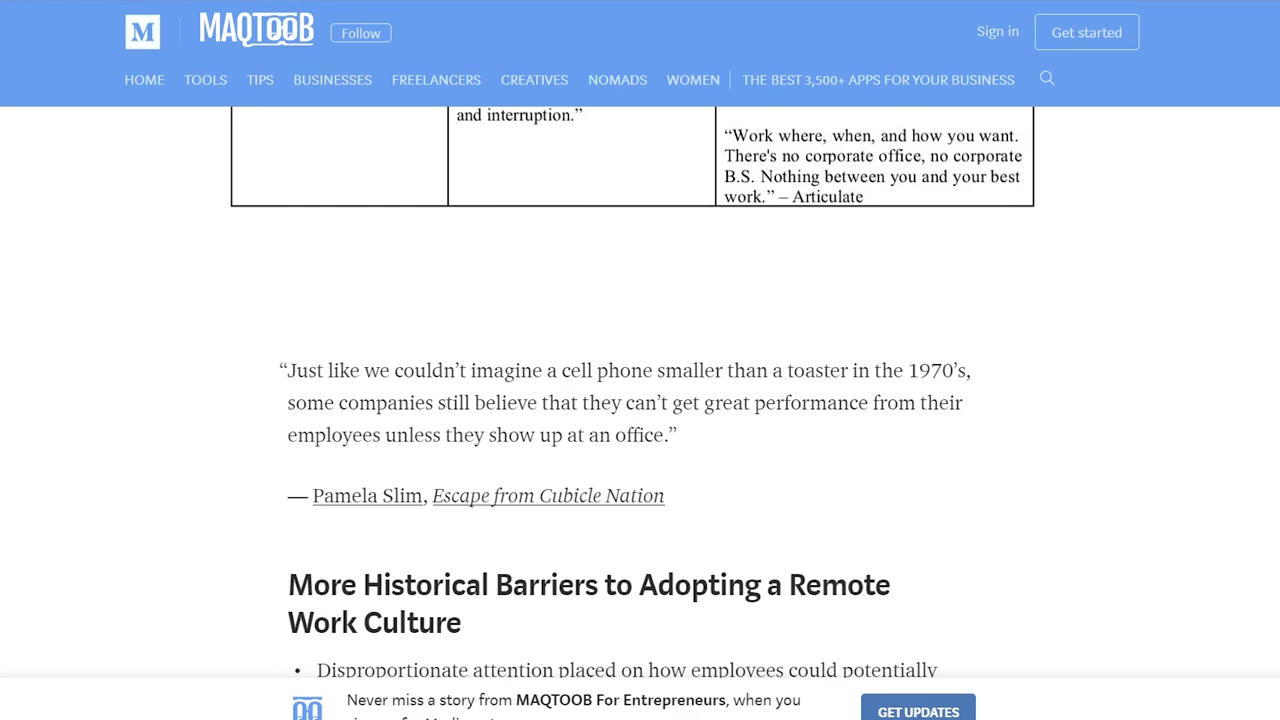 M
MAQTOOB
Follow
Sign in
Get started
HOME TOOLS TIPS BUSINESSES FREELANCERS CREATIVES NOMADS WOMEN THE BEST 3,500+ APPS FOR YOUR BUSINESS
and interruption.”
“Work where, when, and how you want.
There's no corporate office, no corporate
B.S. Nothing between you and your best
work.” – Articulate
“Just like we couldn’t imagine a cell phone smaller than a toaster in the 1970’s,
some companies still believe that they can’t get great performance from their
employees unless they show up at an office.”
— Pamela Slim, Escape from Cubicle Nation
More Historical Barriers to Adopting a Remote
Work Culture
• Disproportionate attention placed on how employees could potentially
Never miss a story from MAQTOOB For Entrepreneurs, when you
GET UPDATES